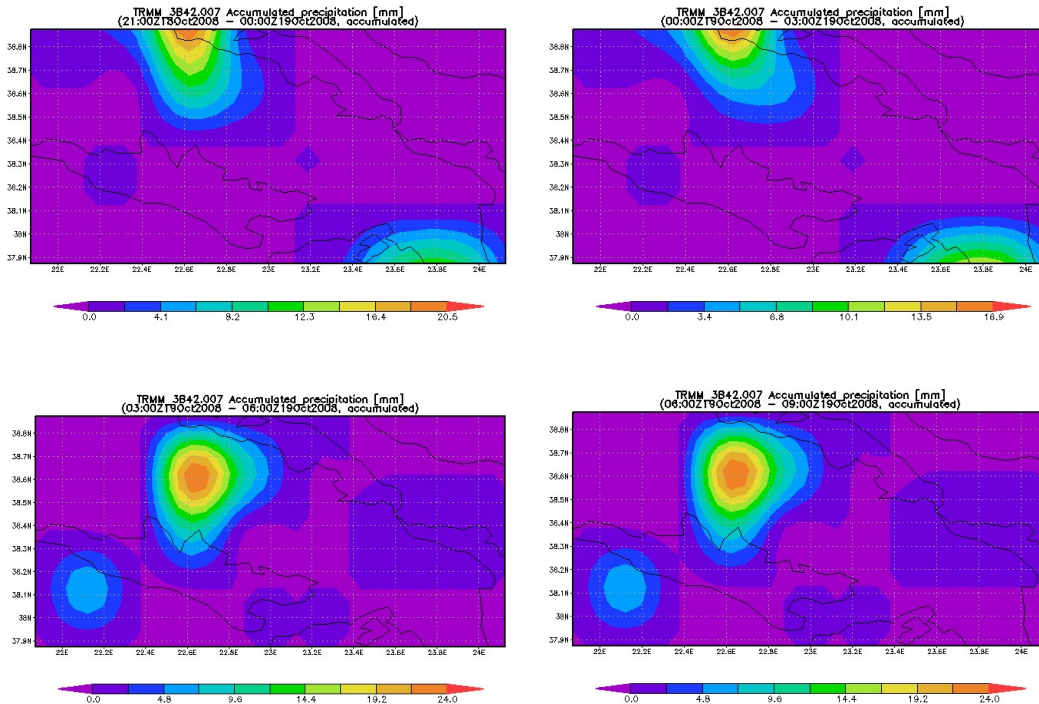 TRMM_3B42.007 Accumulated precipitation [mm]
(21:00Z18Oct2008 – 00:00Z19Oct2008, accumulated)
38.8N
38.7N
38.6N
38.5N
38.4N
38.3N
38.2N
38.1N
38N
37.9N
22E 22.2E 22.4E 22.6E 22.8E 23E 23.2E 23.4E 23.6E 23.8E 24E
0.0 4.1 8.2 12.3 16.4 20.5
TRMM_3B42.007 Accumulated precipitation [mm]
(00:00Z19Oct2008 – 03:00Z19Oct2008, accumulated)
38.8N
38.7N
38.6N
38.5N
38.4N
38.3N
38.2N
38.1N
38N
37.9N
22E 22.2E 22.4E 22.6E 22.8E 23E 23.2E 23.4E 23.6E 23.8E 24E
0.0 3.4 6.8 10.1 13.5 16.9
TRMM_3B42.007 Accumulated precipitation [mm]
(03:00Z19Oct2008 – 06:00Z19Oct2008, accumulated)
38.8N
38.7N
38.6N
38.5N
38.4N
38.3N
38.2N
38.1N
38N
37.9N
22E 22.2E 22.4E 22.6E 22.8E 23E 23.2E 23.4E 23.6E 23.8E 24E
0.0 4.8 9.6 14.4 19.2 24.0
TRMM_3B42.007 Accumulated precipitation [mm]
(06:00Z19Oct2008 – 09:00Z19Oct2008, accumulated)
38.8N
38.7N
38.6N
38.5N
38.4N
38.3N
38.2N
38.1N
38N
37.9N
22E 22.2E 22.4E 22.6E 22.8E 23E 23.2E 23.4E 23.6E 23.8E 24E
0.0 4.8 9.6 14.4 19.2 24.0